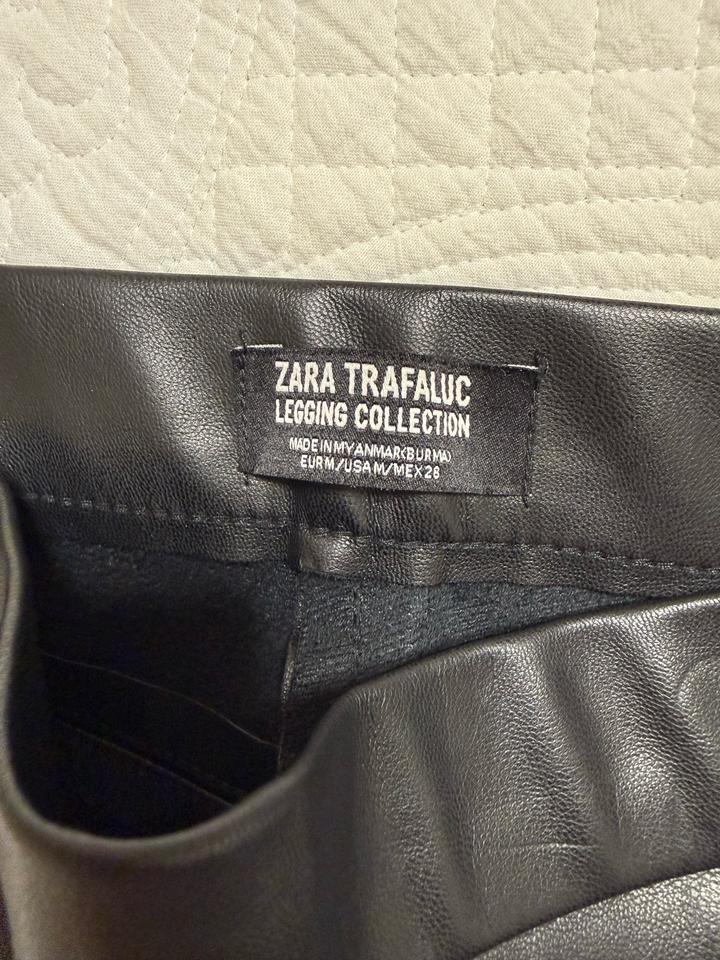 ZARA TRAFALUC
LEGGING COLLECTION
MADE IN MYANMAR(BURMA)
EUR M/USA M/MEX 28